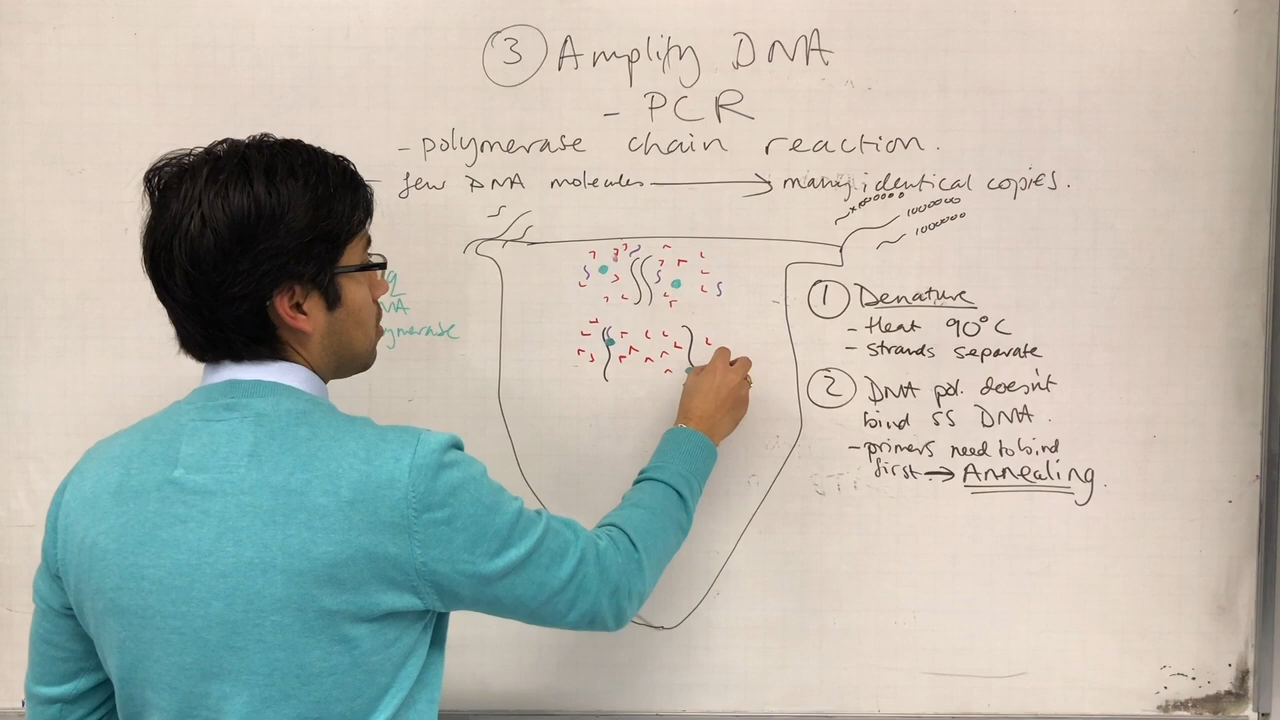 ③ Amplify DNA
- PCR
- polymerase chain reaction.
- few DNA molecules → many identical copies.
x1000000
1000000
1000000
① Denature
- Heat 90°C
- strands separate
② DNA pol. doesn't
bind SS DNA.
- primers need to bind
first → Annealing.